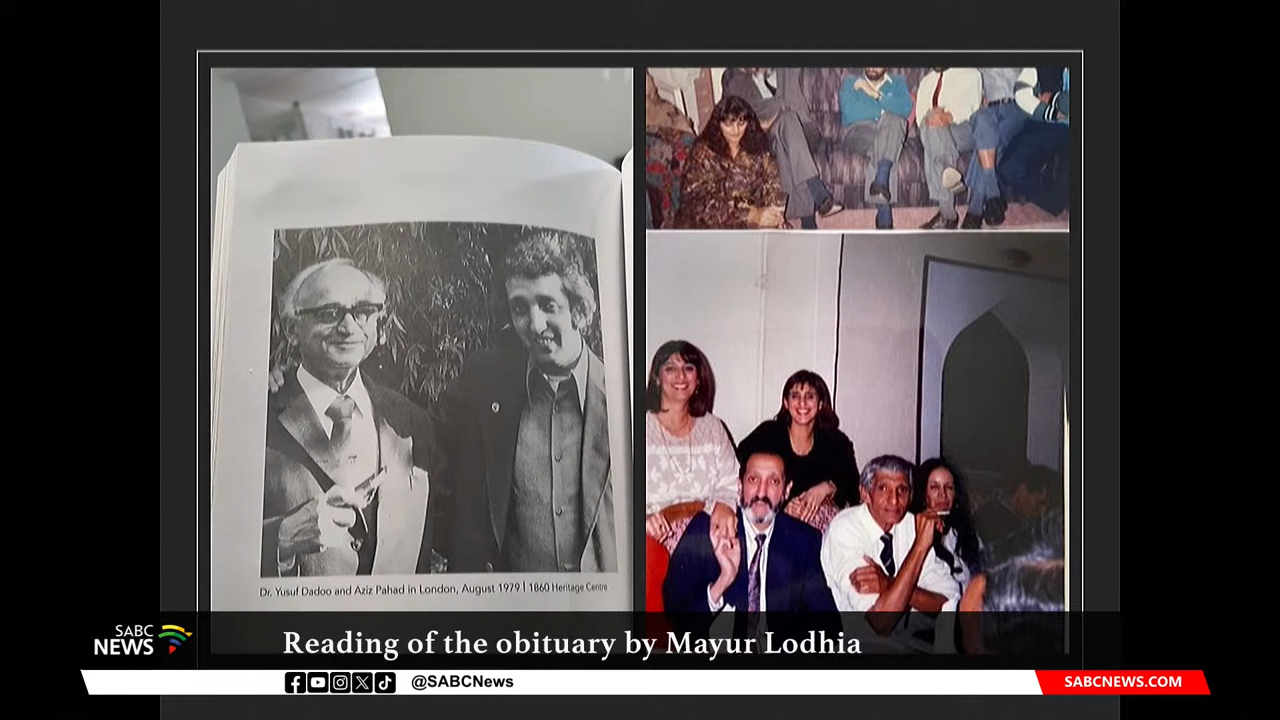 Dr. Yusuf Dadoo and Aziz Pahad in London, August 1979 | 1860 Heritage Centre
SABC
NEWS
Reading of the obituary by Mayur Lodhia
@SABCNews
SABCNEWS.COM